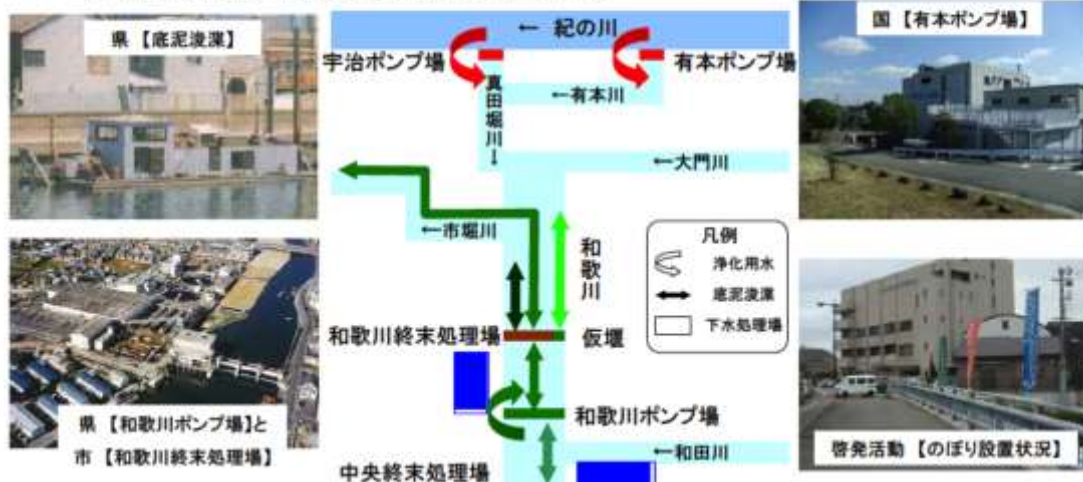 県 【底泥浚渫】
← 紀の川
国 【有本ポンプ場】
宇治ポンプ場
有本ポンプ場
真田堀川→
←有本川
←大門川
←市堀川
和歌川
凡例
浄化用水
底泥浚渫
下水処理場
和歌川終末処理場
仮堰
和歌川ポンプ場
県 【和歌川ポンプ場】と
市 【和歌川終末処理場】
←和田川
中央終末処理場
啓発活動 【のぼり設置状況】